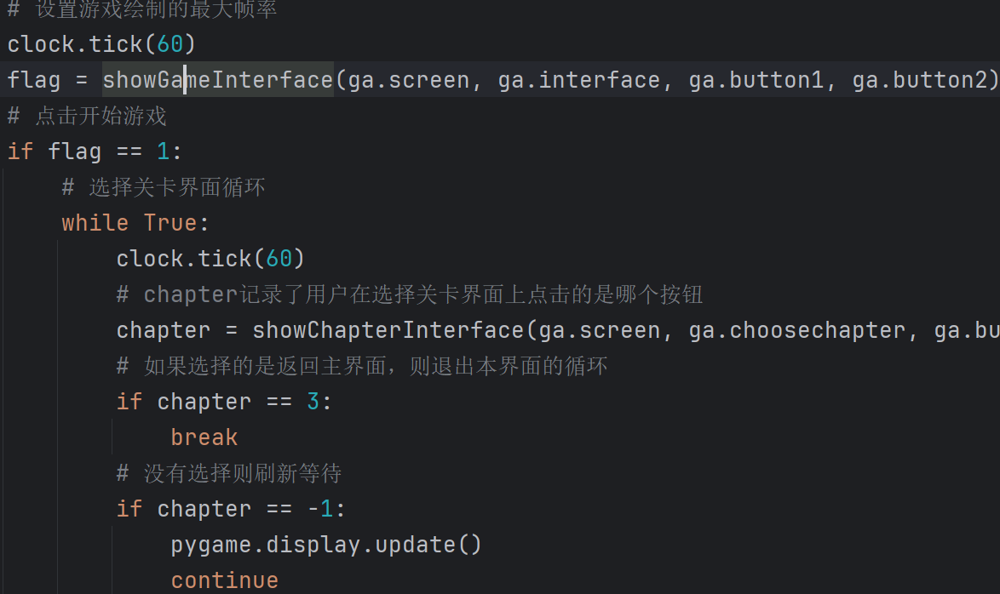 # 设置游戏绘制的最大帧率
clock.tick(60)
flag = showGameInterface(ga.screen, ga.interface, ga.button1, ga.button2)
# 点击开始游戏
if flag == 1:
# 选择关卡界面循环
while True:
clock.tick(60)
# chapter记录了用户在选择关卡界面上点击的是哪个按钮
chapter = showChapterInterface(ga.screen, ga.choosechapter, ga.bu
# 如果选择的是返回主界面，则退出本界面的循环
if chapter == 3:
break
# 没有选择则刷新等待
if chapter == -1:
pygame.display.update()
continue